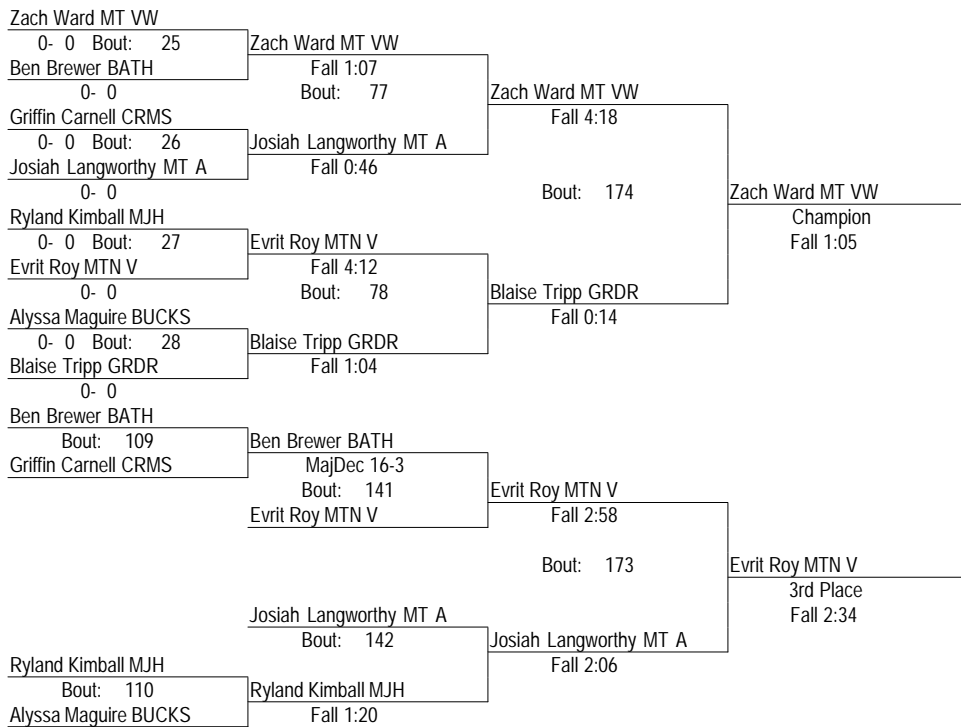 Zach Ward MT VW
0- 0 Bout: 25
Zach Ward MT VW
Ben Brewer BATH
Fall 1:07
0- 0
Bout: 77
Zach Ward MT VW
Griffin Carnell CRMS
Fall 4:18
0- 0 Bout: 26
Josiah Langworthy MT A
Josiah Langworthy MT A
Fall 0:46
0- 0
Bout: 174
Zach Ward MT VW
Ryland Kimball MJH
Champion
0- 0 Bout: 27
Evrit Roy MTN V
Fall 1:05
Evrit Roy MTN V
Fall 4:12
0- 0
Bout: 78
Blaise Tripp GRDR
Alyssa Maguire BUCKS
Fall 0:14
0- 0 Bout: 28
Blaise Tripp GRDR
Blaise Tripp GRDR
Fall 1:04
0- 0
Ben Brewer BATH
Bout: 109
Ben Brewer BATH
Griffin Carnell CRMS
MajDec 16-3
Bout: 141
Evrit Roy MTN V
Evrit Roy MTN V
Fall 2:58
Bout: 173
Evrit Roy MTN V
3rd Place
Josiah Langworthy MT A
Fall 2:34
Bout: 142
Josiah Langworthy MT A
Ryland Kimball MJH
Fall 2:06
Bout: 110
Ryland Kimball MJH
Alyssa Maguire BUCKS
Fall 1:20